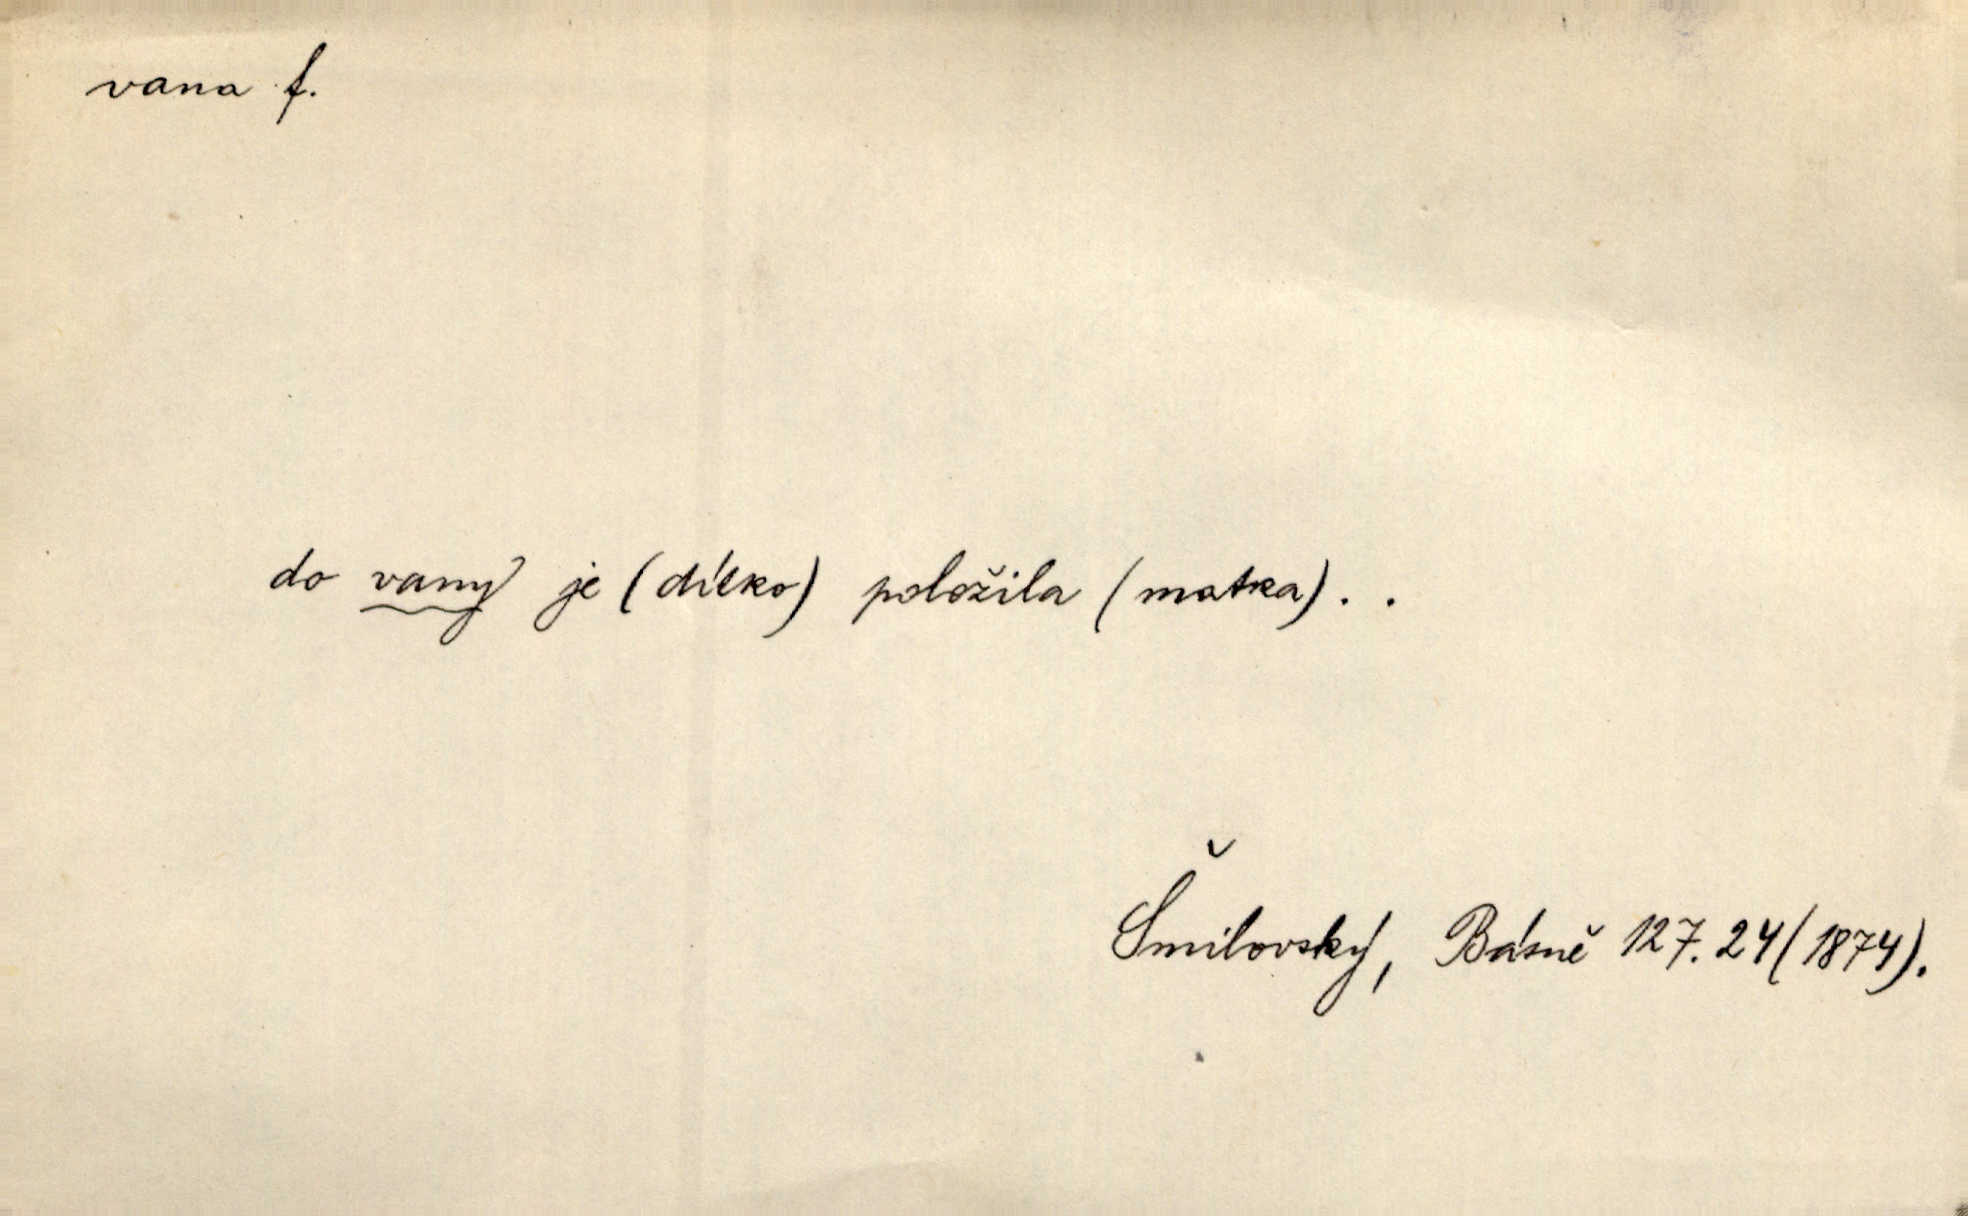 vana f.
do vany je (dítko) položila (matka). .
Šmilovský, Básně 127. 24 (1874).